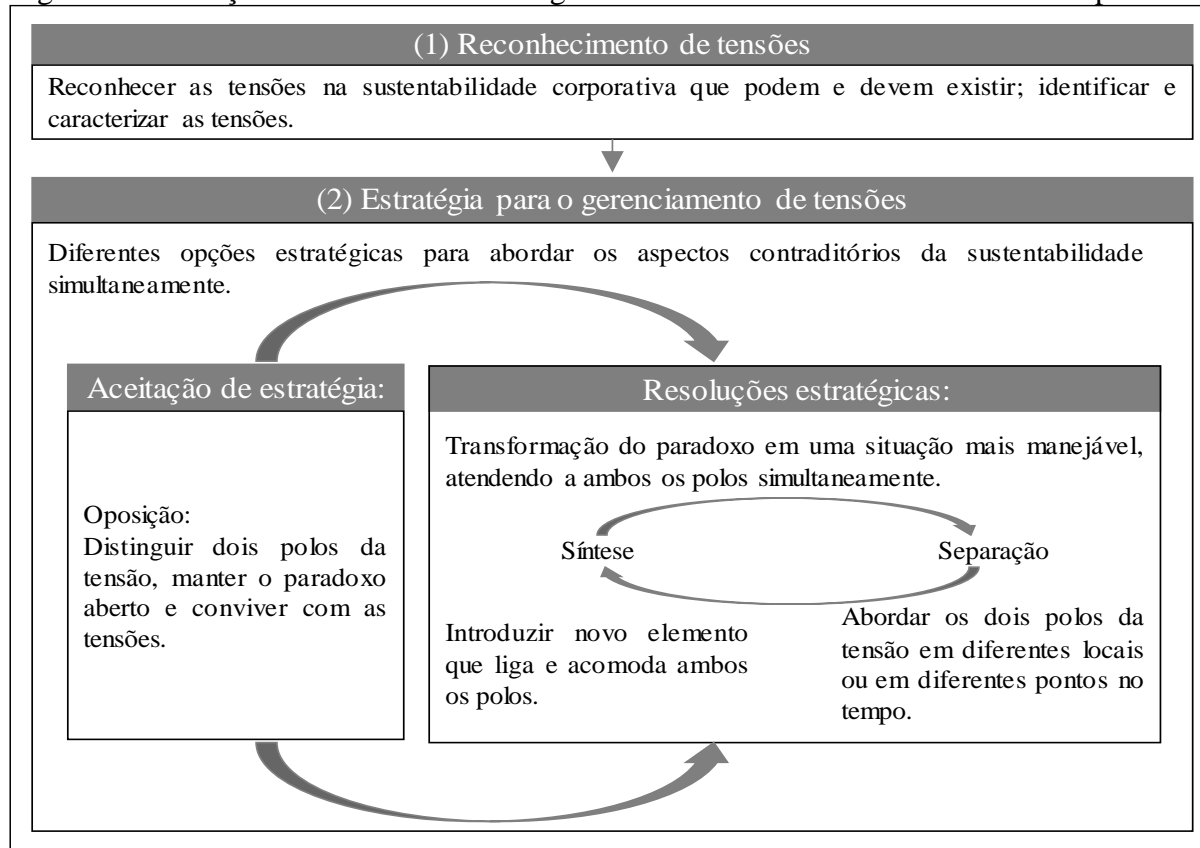 (1) Reconhecimento de tensões
Reconhecer as tensões na sustentabilidade corporativa que podem e devem existir; identificar e
caracterizar as tensões.
(2) Estratégia para o gerenciamento de tensões
Diferentes opções estratégicas para abordar os aspectos contraditórios da sustentabilidade
simultaneamente.
Aceitação de estratégia:
Oposição:
Distinguir dois polos da
tensão, manter o paradoxo
aberto e conviver com as
tensões.
Resoluções estratégicas:
Transformação do paradoxo em uma situação mais manejável,
atendendo a ambos os polos simultaneamente.
Síntese
Introduzir novo elemento
que liga e acomoda ambos
os polos.
Separação
Abordar os dois polos da
tensão em diferentes locais
ou em diferentes pontos no
tempo.